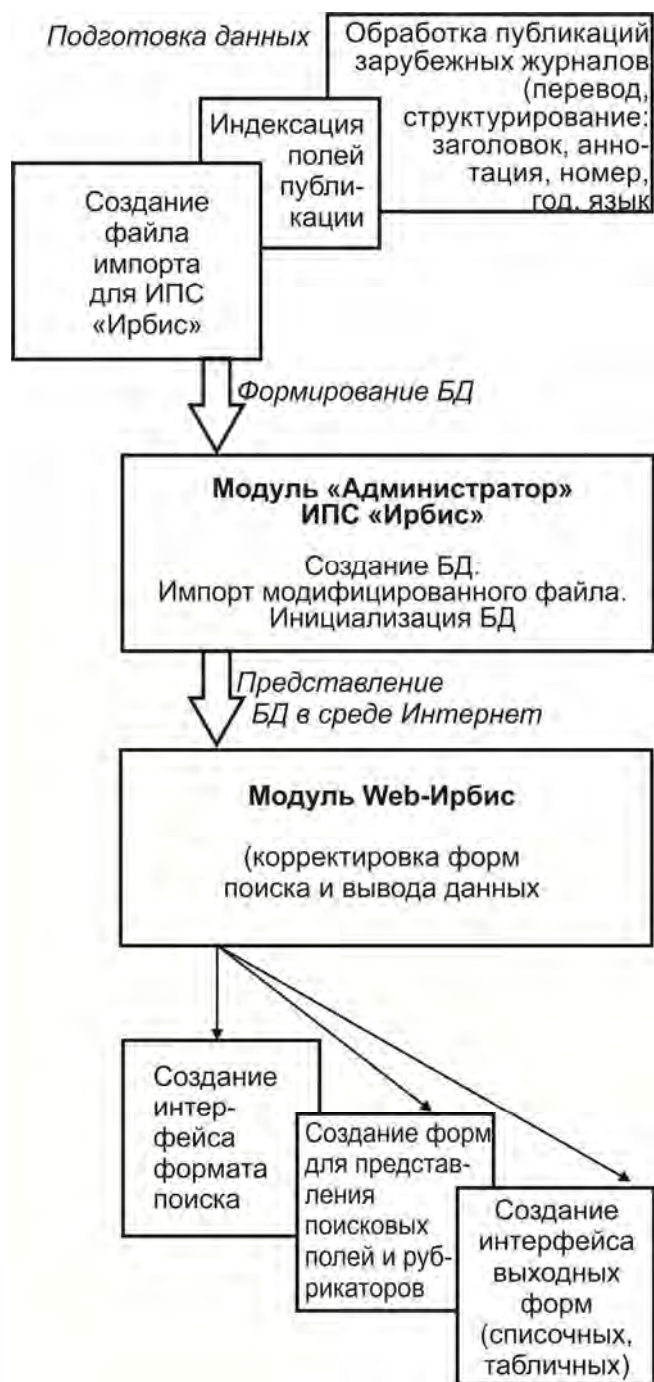 Подготовка данных
Обработка публикаций
зарубежных журналов
(перевод,
структурирование:
заголовок, анно-
тация, номер,
год, язык
Индексация
полей
публи-
кации
Создание
файла
импорта
для ИПС
«Ирбис»
Формирование БД
Модуль «Администратор»
ИПС «Ирбис»
Создание БД.
Импорт модифицированного файла.
Инициализация БД
Представление
БД в среде Интернет
Модуль Web-Ирбис
(корректировка форм
поиска и вывода данных
Создание
интер-
фейса
формата
поиска
Создание форм
для представ-
ления
поисковых
полей и руб-
рикаторов
Создание
интерфейса
выходных
форм
(списочных,
табличных)